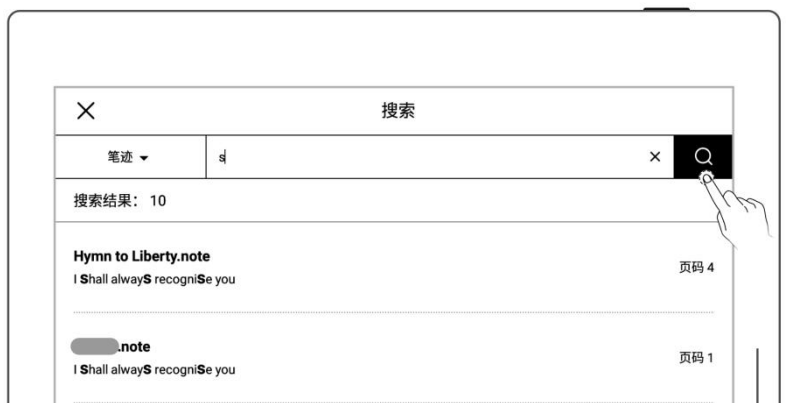 搜索
笔迹
s
搜索结果： 10
Hymn to Liberty.note
I Shall alwayS recogniSe you
页码 4
.note
I Shall alwayS recogniSe you
页码 1